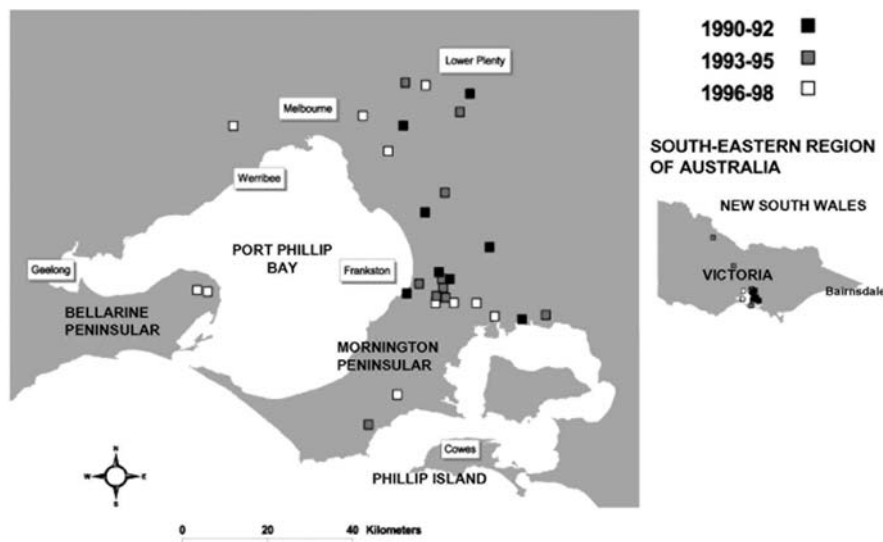 1990-92
1993-95
1996-98
Lower Plenty
Melbourne
Werribee
PORT PHILLIP
BAY
Geelong
Frankston
BELLARINE
PENINSULAR
MORNINGTON
PENINSULAR
Cowes
PHILLIP ISLAND
N
W
E
S
0 20 40 Kilometers
SOUTH-EASTERN REGION
OF AUSTRALIA
NEW SOUTH WALES
VICTORIA
Bairnsdale